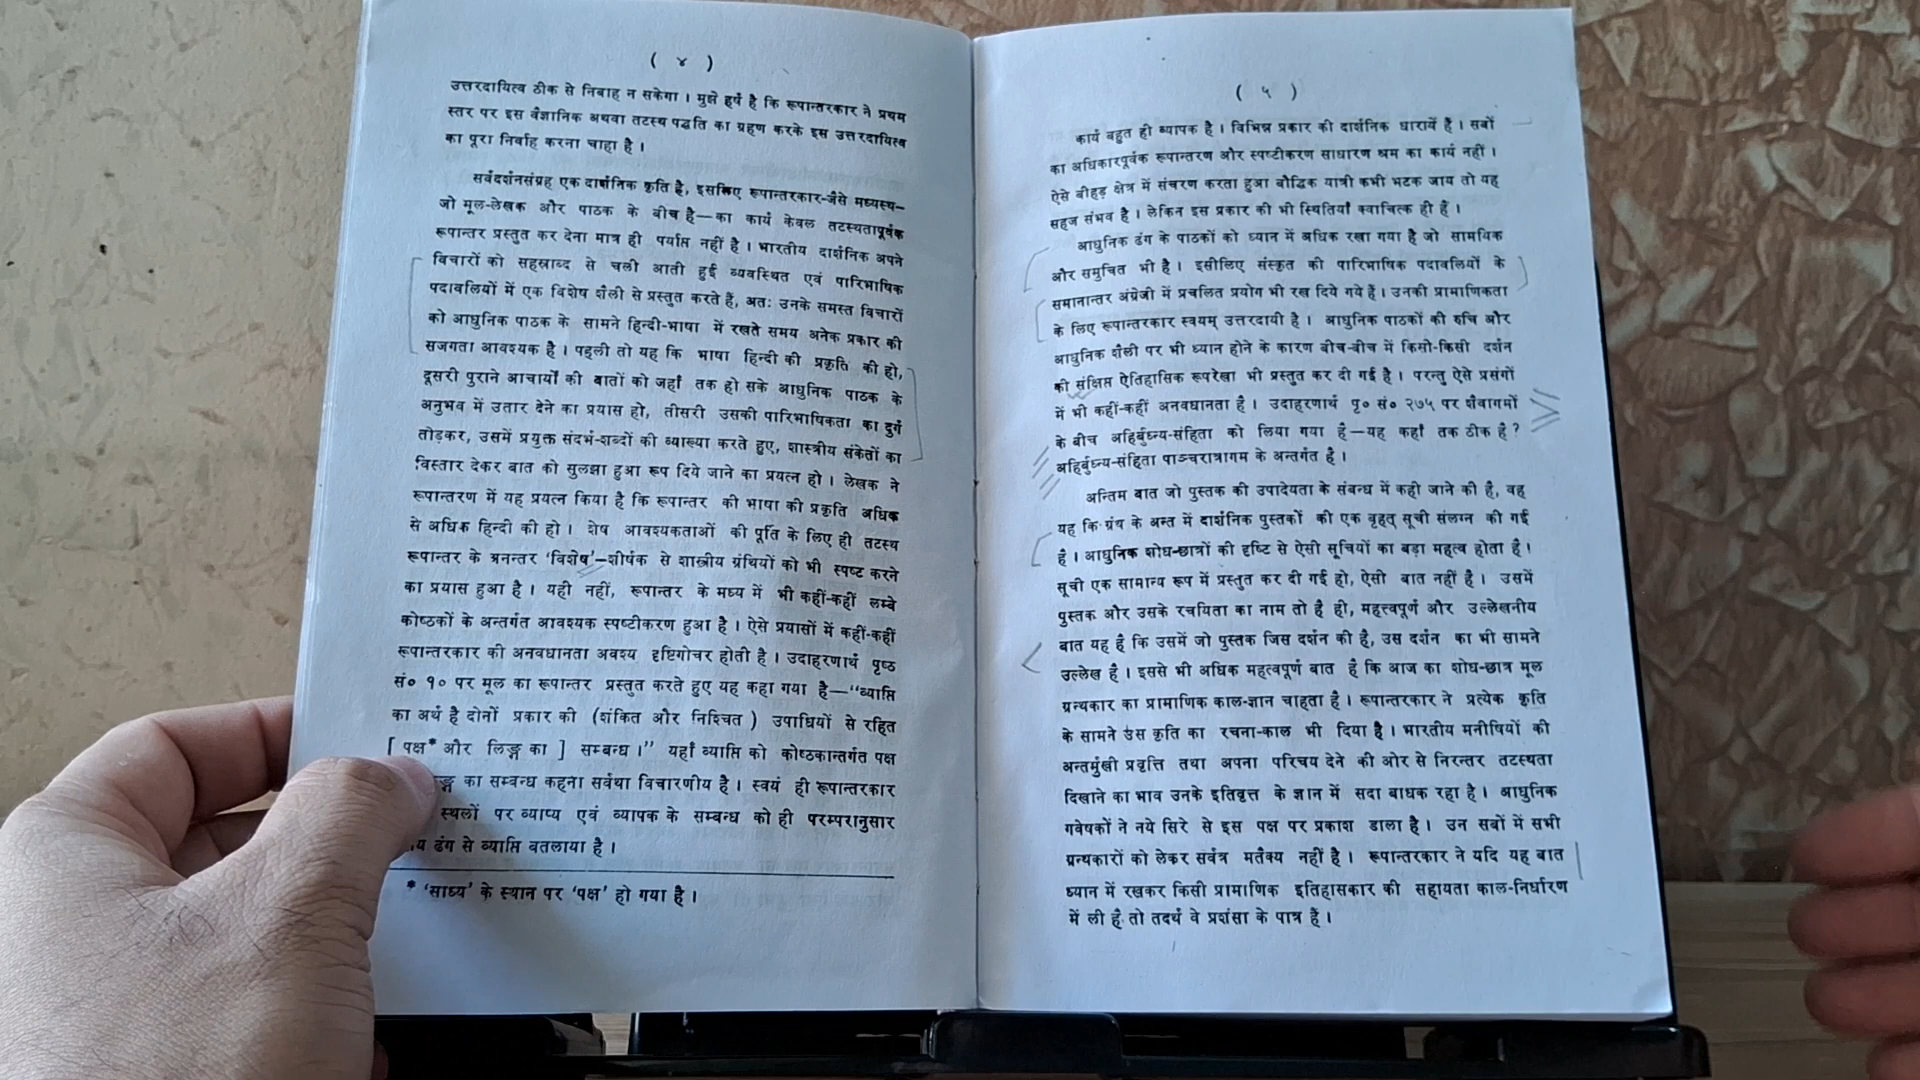 ( ४ )
उत्तरदायित्व ठीक से निबाह न सकेगा । मुझे हर्ष है कि रूपान्तरकार ने प्रथम
स्तर पर इस वैज्ञानिक अथवा तटस्थ पद्धति का ग्रहण करके इस उत्तरदायित्व
का पूरा निर्वाह करना चाहा है ।
सर्वदर्शनसंग्रह एक दार्शनिक कृति है, इसलिए रूपान्तरकार-जैसे मध्यस्थ—
जो मूल-लेखक और पाठक के बीच है—का कार्य केवल तटस्थतापूर्वक
रूपान्तर प्रस्तुत कर देना मात्र ही पर्याप्त नहीं है । भारतीय दार्शनिक अपने
विचारों को सहस्राब्द से चली आती हुई व्यवस्थित एवं पारिभाषिक
पदावलियों में एक विशेष शैली से प्रस्तुत करते हैं, अतः उनके समस्त विचारों
को आधुनिक पाठक के सामने हिन्दी-भाषा में रखते समय अनेक प्रकार की
सजगता आवश्यक है । पहली तो यह कि भाषा हिन्दी की प्रकृति की हो,
दूसरी पुराने आचार्यों की बातों को जहाँ तक हो सके आधुनिक पाठक के
अनुभव में उतार देने का प्रयास हो, तीसरी उसकी पारिभाषिकता का दुर्ग
तोड़कर, उसमें प्रयुक्त संदर्भ-शब्दों की व्याख्या करते हुए, शास्त्रीय संकेतों का
विस्तार देकर बात को सुलझा हुआ रूप दिये जाने का प्रयत्न हो । लेखक ने
रूपान्तरण में यह प्रयत्न किया है कि रूपान्तर की भाषा की प्रकृति अधिक
से अधिक हिन्दी की हो । शेष आवश्यकताओं की पूर्ति के लिए ही तटस्थ
रूपान्तर के अनन्तर ‘विशेष’—शीर्षक से शास्त्रीय ग्रंथियों को भी स्पष्ट करने
का प्रयास हुआ है । यही नहीं, रूपान्तर के मध्य में भी कहीं-कहीं लम्बे
कोष्ठकों के अन्तर्गत आवश्यक स्पष्टीकरण हुआ है । ऐसे प्रयासों में कहीं-कहीं
रूपान्तरकार की अनवधानता अवश्य दृष्टिगोचर होती है । उदाहरणार्थ पृष्ठ
सं० १० पर मूल का रूपान्तर प्रस्तुत करते हुए यह कहा गया है—“व्याप्ति
का अर्थ है दोनों प्रकार की (शंकित और निश्चित ) उपाधियों से रहित
[ पक्ष* और लिङ्ग का ] सम्बन्ध ।” यहाँ व्याप्ति को कोष्ठकान्तर्गत पक्ष
का सम्बन्ध कहना सर्वथा विचारणीय है । स्वयं ही रूपान्तरकार
स्थलों पर व्याप्य एवं व्यापक के सम्बन्ध को ही परम्परानुसार
ढंग से व्याप्ति बतलाया है ।
* ‘साध्य’ के स्थान पर ‘पक्ष’ हो गया है ।
( ५ )
कार्य बहुत ही व्यापक है । विभिन्न प्रकार की दार्शनिक धारायें हैं । सबों
का अधिकारपूर्वक रूपान्तरण और स्पष्टीकरण साधारण श्रम का कार्य नहीं ।
ऐसे बीहड़ क्षेत्र में संचरण करता हुआ बौद्धिक यात्री कभी भटक जाय तो यह
सहज संभव है । लेकिन इस प्रकार की भी स्थितियाँ क्वाचित्क ही हैं ।
आधुनिक ढंग के पाठकों को ध्यान में अधिक रखा गया है जो सामयिक
और समुचित भी है । इसीलिए संस्कृत की पारिभाषिक पदावलियों के
समानान्तर अंग्रेजी में प्रचलित प्रयोग भी रख दिये गये हैं । उनकी प्रामाणिकता
के लिए रूपान्तरकार स्वयम् उत्तरदायी है । आधुनिक पाठकों की रुचि और
आधुनिक शैली पर भी ध्यान होने के कारण बीच-बीच में किसी-किसी दर्शन
की संक्षिप्त ऐतिहासिक रूपरेखा भी प्रस्तुत कर दी गई है । परन्तु ऐसे प्रसंगों
में भी कहीं-कहीं अनवधानता है । उदाहरणार्थ पृ० सं० २७५ पर शैवागमों
के बीच अहिर्बुध्न्य-संहिता को लिया गया है—यह कहाँ तक ठीक है ?
अहिर्बुध्न्य-संहिता पाञ्चरात्रागम के अन्तर्गत है ।
अन्तिम बात जो पुस्तक की उपादेयता के संबन्ध में कही जाने की है, वह
यह कि ग्रंथ के अन्त में दार्शनिक पुस्तकों की एक बृहत् सूची संलग्न की गई
है । आधुनिक शोध-छात्रों की दृष्टि से ऐसी सूचियों का बड़ा महत्व होता है ।
सूची एक सामान्य रूप में प्रस्तुत कर दी गई हो, ऐसी बात नहीं है । उसमें
पुस्तक और उसके रचयिता का नाम तो है ही, महत्त्वपूर्ण और उल्लेखनीय
बात यह है कि उसमें जो पुस्तक जिस दर्शन की है, उस दर्शन का भी सामने
उल्लेख है । इससे भी अधिक महत्वपूर्ण बात है कि आज का शोध-छात्र मूल
ग्रन्थकार का प्रामाणिक काल-ज्ञान चाहता है । रूपान्तरकार ने प्रत्येक कृति
के सामने उस कृति का रचना-काल भी दिया है । भारतीय मनीषियों की
अन्तर्मुखी प्रवृत्ति तथा अपना परिचय देने की ओर से निरन्तर तटस्थता
दिखाने का भाव उनके इतिवृत्त के ज्ञान में सदा बाधक रहा है । आधुनिक
गवेषकों ने नये सिरे से इस पक्ष पर प्रकाश डाला है । उन सबों में सभी
ग्रन्थकारों को लेकर सर्वत्र मतैक्य नहीं है । रूपान्तरकार ने यदि यह बात
ध्यान में रखकर किसी प्रामाणिक इतिहासकार की सहायता काल-निर्धारण
में ली है तो तदर्थ वे प्रशंसा के पात्र हैं ।